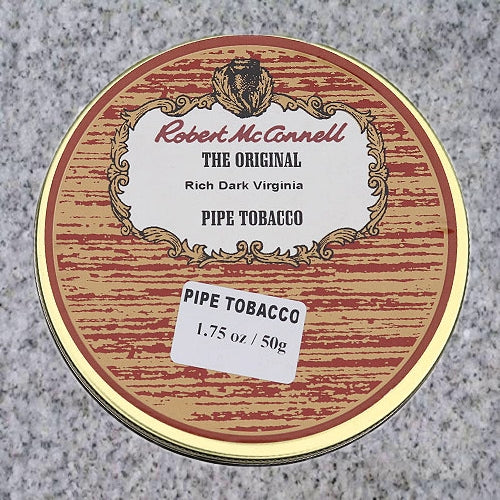 Robert McConnell
THE ORIGINAL
Rich Dark Virginia
PIPE TOBACCO
PIPE TOBACCO
1.75 oz / 50g